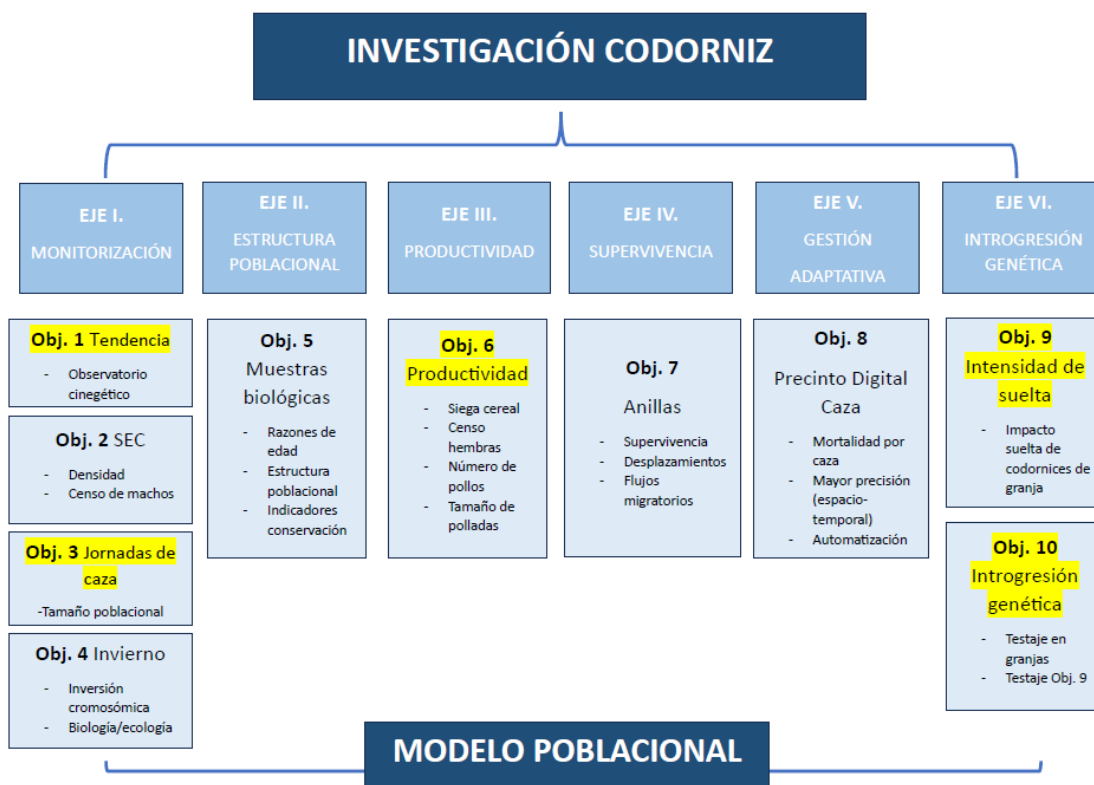 INVESTIGACIÓN CODORNIZ
EJE I.
MONITORIZACIÓN
EJE II.
ESTRUCTURA
POBLACIONAL
EJE III.
PRODUCTIVIDAD
EJE IV.
SUPERVIVENCIA
EJE V.
GESTIÓN
ADAPTATIVA
EJE VI.
INTROGRESIÓN
GENÉTICA
Obj. 1 Tendencia
- Observatorio
cinegético
Obj. 2 SEC
- Densidad
- Censo de machos
Obj. 3 Jornadas de
caza
-Tamaño poblacional
Obj. 4 Invierno
- Inversión
cromosómica
- Biología/ecología
Obj. 5
Muestras
biológicas
- Razones de
edad
- Estructura
poblacional
- Indicadores
conservación
Obj. 6
Productividad
- Siega cereal
- Censo
hembras
- Número de
pollos
- Tamaño de
polladas
Obj. 7
Anillas
- Supervivencia
- Desplazamientos
- Flujos
migratorios
Obj. 8
Precinto Digital
Caza
- Mortalidad por
caza
- Mayor precisión
(espacio-
temporal)
- Automatización
Obj. 9
Intensidad de
suelta
- Impacto
suelta de
codornices de
granja
Obj. 10
Introgresión
genética
- Testaje en
granjas
- Testaje Obj. 9
MODELO POBLACIONAL